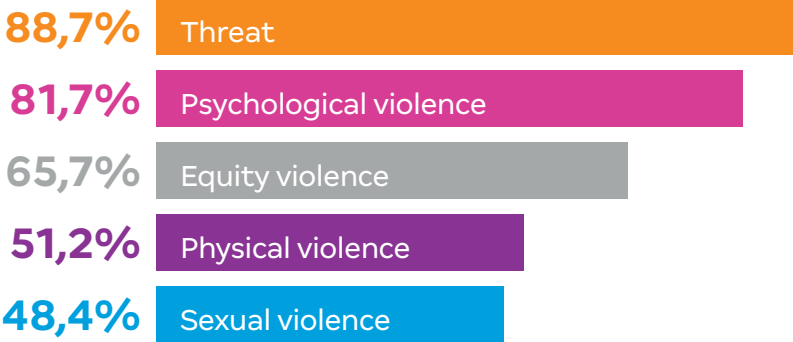 88,7% Threat
81,7% Psychological violence
65,7% Equity violence
51,2% Physical violence
48,4% Sexual violence